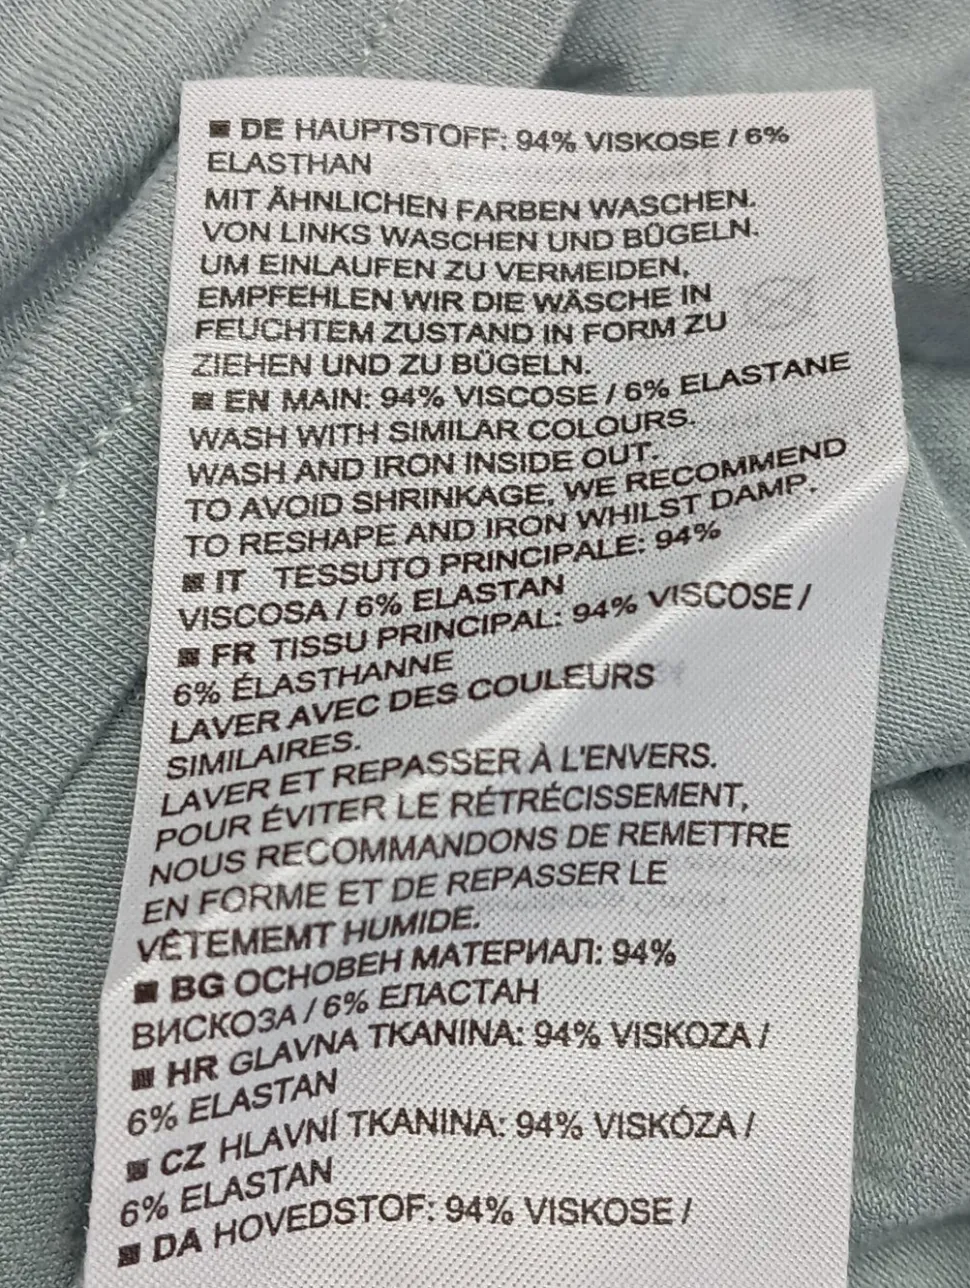 DE HAUPTSTOFF: 94% VISKOSE / 6%
ELASTHAN
MIT ÄHNLICHEN FARBEN WASCHEN.
VON LINKS WASCHEN UND BÜGELN.
UM EINLAUFEN ZU VERMEIDEN,
EMPFEHLEN WIR DIE WÄSCHE IN
FEUCHTEM ZUSTAND IN FORM ZU
ZIEHEN UND ZU BÜGELN.
EN MAIN: 94% VISCOSE / 6% ELASTANE
WASH WITH SIMILAR COLOURS.
WASH AND IRON INSIDE OUT.
TO AVOID SHRINKAGE, WE RECOMMEND
TO RESHAPE AND IRON WHILST DAMP.
IT TESSUTO PRINCIPALE: 94%
VISCOSA / 6% ELASTAN
FR TISSU PRINCIPAL: 94% VISCOSE /
6% ÉLASTHANNE
LAVER AVEC DES COULEURS
SIMILAIRES.
LAVER ET REPASSER À L'ENVERS.
POUR ÉVITER LE RÉTRÉCISSEMENT,
NOUS RECOMMANDONS DE REMETTRE
EN FORME ET DE REPASSER LE
VÊTEMEMT HUMIDE.
BG ОСНОВЕН МАТЕРИАЛ: 94%
ВИСКОЗА / 6% ЕЛАСТАН
HR GLAVNA TKANINA: 94% VISKOZA /
6% ELASTAN
CZ HLAVNÍ TKANINA: 94% VISKÓZA /
6% ELASTAN
DA HOVEDSTOF: 94% VISKOSE /